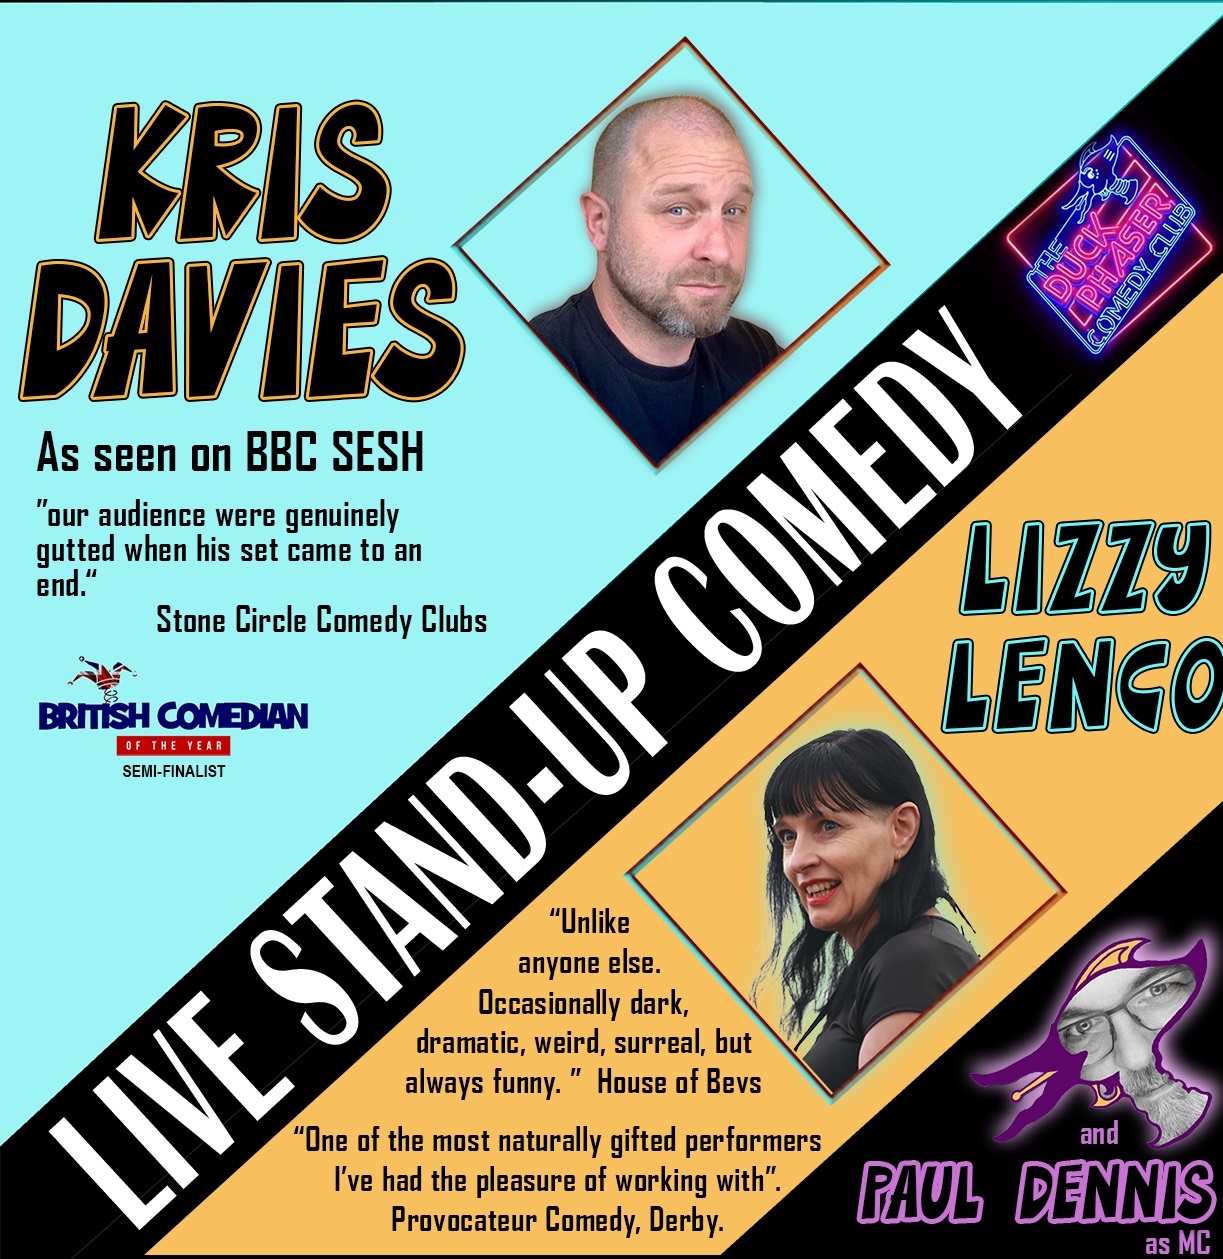 KRIS
DAVIES
As seen on BBC SESH
"our audience were genuinely
gutted when his set came to an
end."
Stone Circle Comedy Clubs
BRITISH COMEDIAN
OF THE YEAR
SEMI-FINALIST
THE
DUCK
PHASER
COMEDY CLUB
LIVE STAND-UP COMEDY
LIZZY
LENCO
“Unlike
anyone else.
Occasionally dark,
dramatic, weird, surreal, but
always funny. ” House of Bevs
“One of the most naturally gifted performers
I’ve had the pleasure of working with”.
Provocateur Comedy, Derby.
and
PAUL DENNIS
as MC